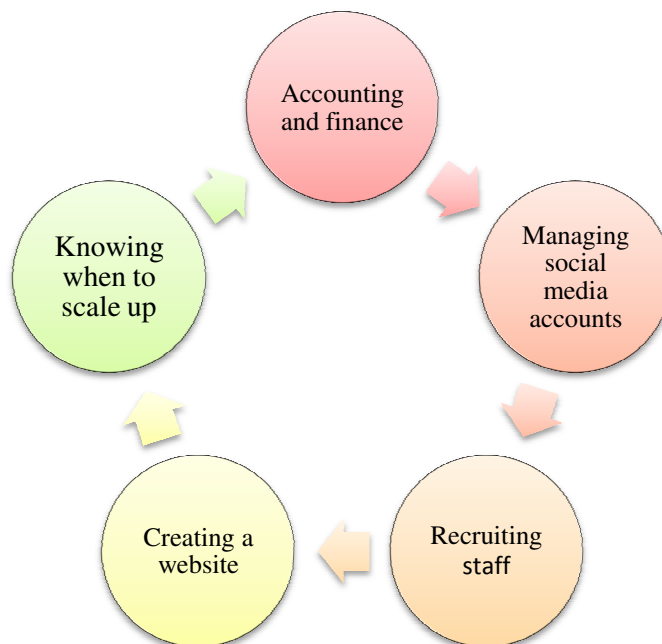 Accounting
and finance
Managing
social
media
accounts
Recruiting
staff
Creating a
website
Knowing
when to
scale up